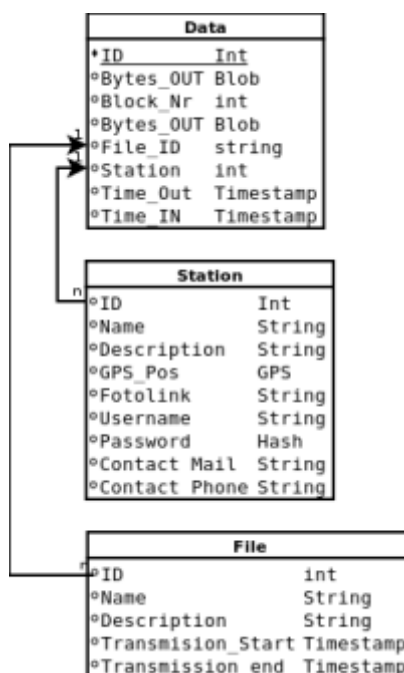 Data
ID Int
Bytes_OUT Blob
Block_Nr int
Bytes_OUT Blob
1
File_ID string
1
Station int
Time_Out Timestamp
Time_IN Timestamp
Station
n
ID Int
Name String
Description String
GPS_Pos GPS
Fotolink String
Username String
Password Hash
Contact Mail String
Contact Phone String
File
n
ID int
Name String
Description String
Transmision_Start Timestamp
Transmission end Timestamp